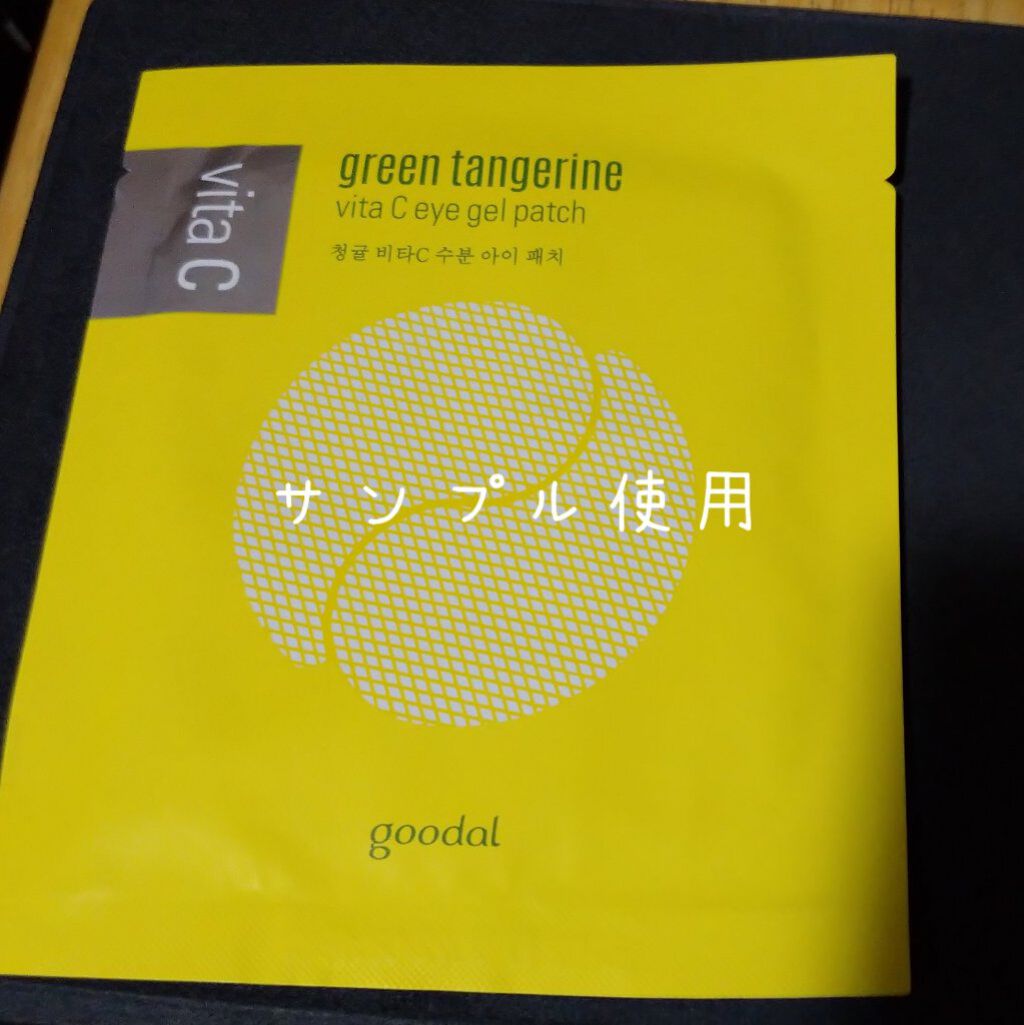 vita C
green tangerine
vita C eye gel patch
청귤 비타C 수분 아이 패치
サンプル使用
goodal